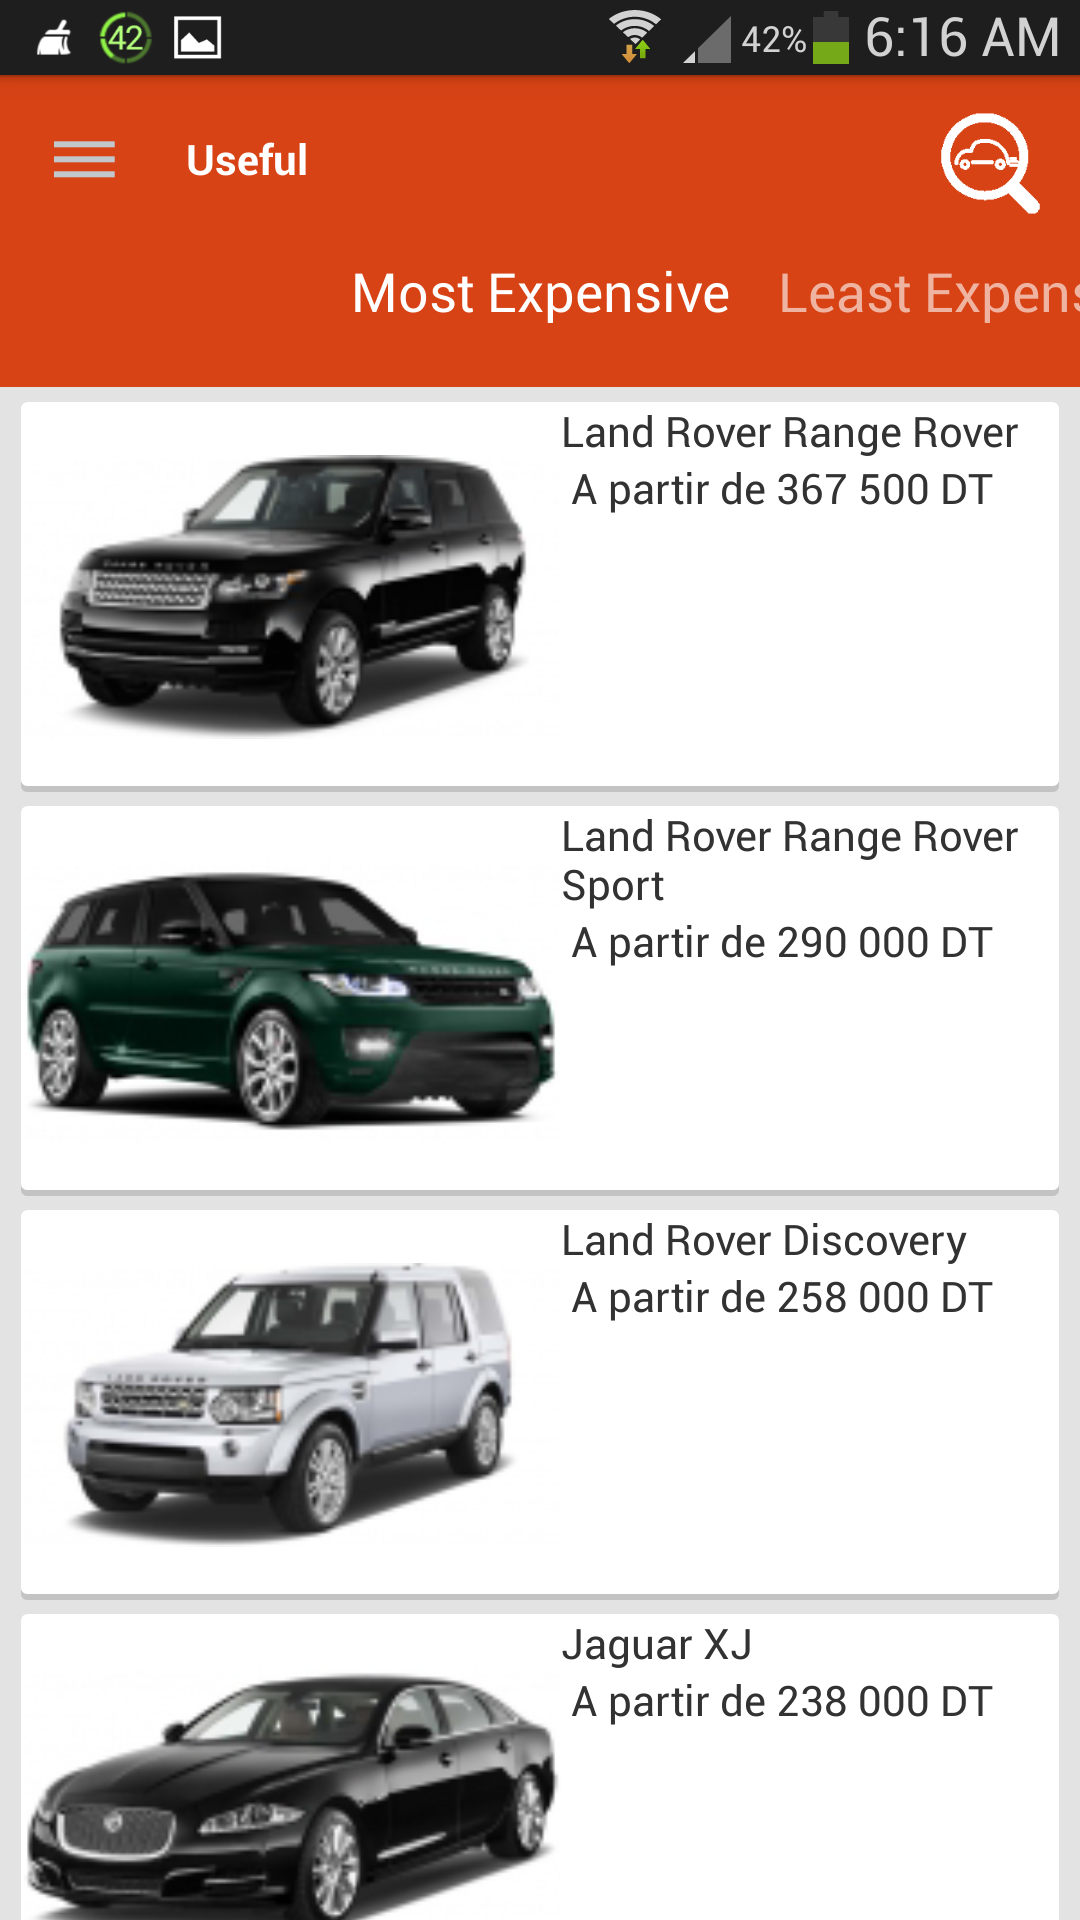 42 42% 6:16 AM
Useful
Most Expensive Least Expens
Land Rover Range Rover
A partir de 367 500 DT
Land Rover Range Rover
Sport
A partir de 290 000 DT
Land Rover Discovery
A partir de 258 000 DT
Jaguar XJ
A partir de 238 000 DT